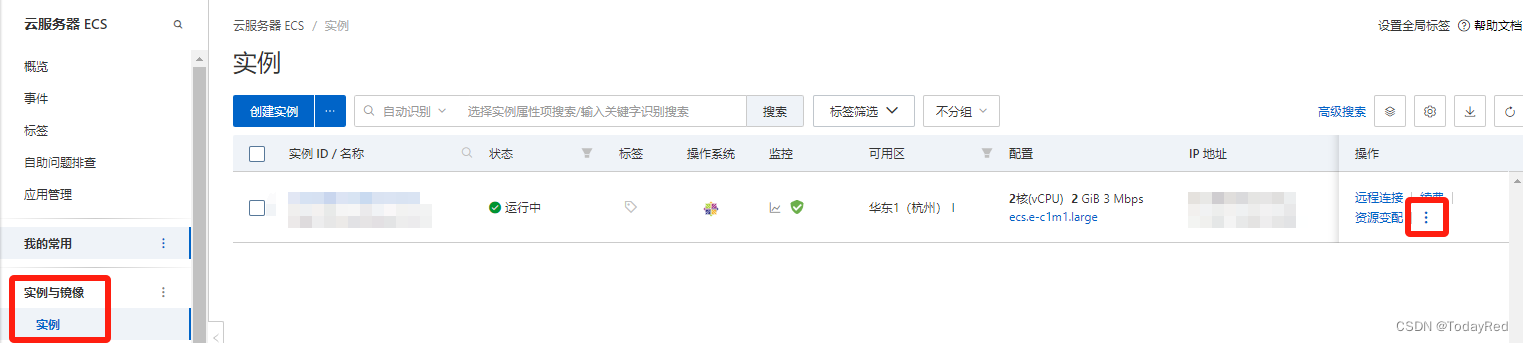 云服务器 ECS
概览
事件
标签
自助问题排查
应用管理
我的常用
实例与镜像
实例
云服务器 ECS / 实例
设置全局标签 帮助文档
实例
创建实例 ··· 自动识别 选择实例属性项搜索/输入关键字识别搜索 搜索 标签筛选 不分组 高级搜索
实例 ID / 名称 状态 标签 操作系统 监控 可用区 配置 IP 地址 操作
运行中 华东1（杭州） I 2核(vCPU) 2 GiB 3 Mbps
ecs.e-c1m1.large
远程连接 | 续费 |
资源变配
CSDN @TodayRed